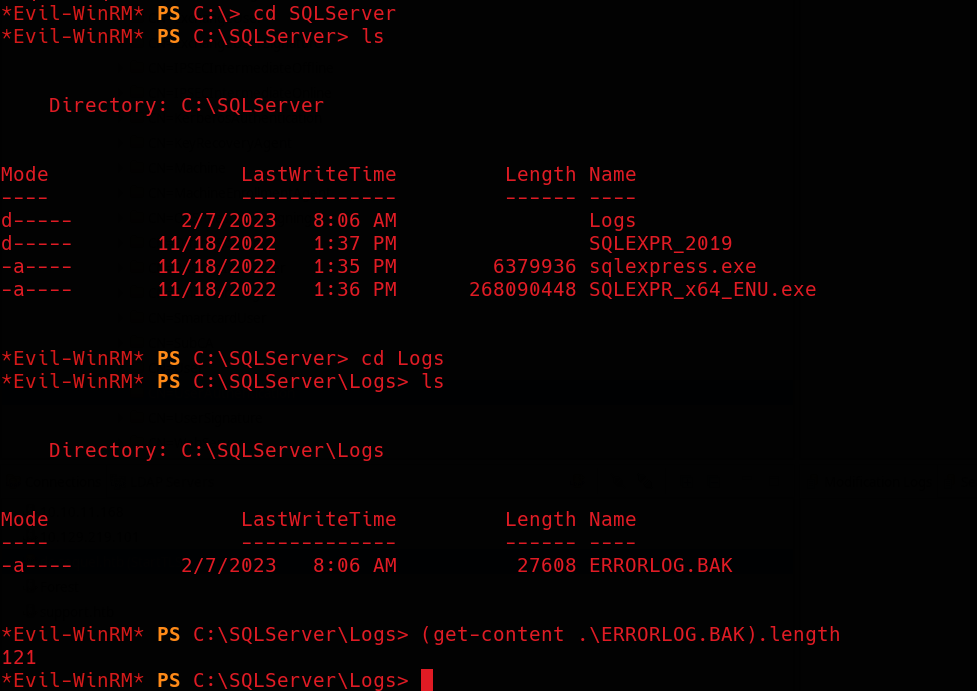 *Evil-WinRM* PS C:\> cd SQLServer
*Evil-WinRM* PS C:\SQLServer> ls
Directory: C:\SQLServer
Mode LastWriteTime Length Name
---- ------------- ------ ----
d----- 2/7/2023 8:06 AM Logs
d----- 11/18/2022 1:37 PM SQLEXPR_2019
-a---- 11/18/2022 1:35 PM 6379936 sqlexpress.exe
-a---- 11/18/2022 1:36 PM 268090448 SQLEXPR_x64_ENU.exe
*Evil-WinRM* PS C:\SQLServer> cd Logs
*Evil-WinRM* PS C:\SQLServer\Logs> ls
Directory: C:\SQLServer\Logs
Mode LastWriteTime Length Name
---- ------------- ------ ----
-a---- 2/7/2023 8:06 AM 27608 ERRORLOG.BAK
*Evil-WinRM* PS C:\SQLServer\Logs> (get-content .\ERRORLOG.BAK).length
121
*Evil-WinRM* PS C:\SQLServer\Logs>